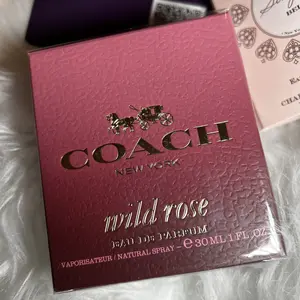 COACH
NEW YORK
wild rose
EAU DE PARFUM
VAPORISATEUR / NATURAL SPRAY - ℮ 30 ML 1 FL. OZ